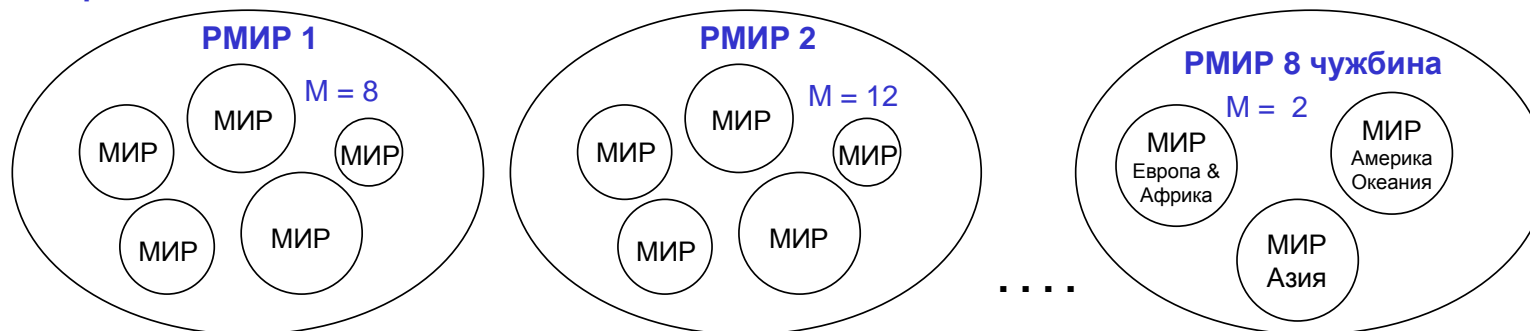 РМИР 1
M = 8
МИР
МИР
МИР
МИР
МИР
РМИР 2
M = 12
МИР
МИР
МИР
МИР
МИР
. . . .
РМИР 8 чужбина
M = 2
МИР
Европа &
Африка
МИР
Америка
Океания
МИР
Азия